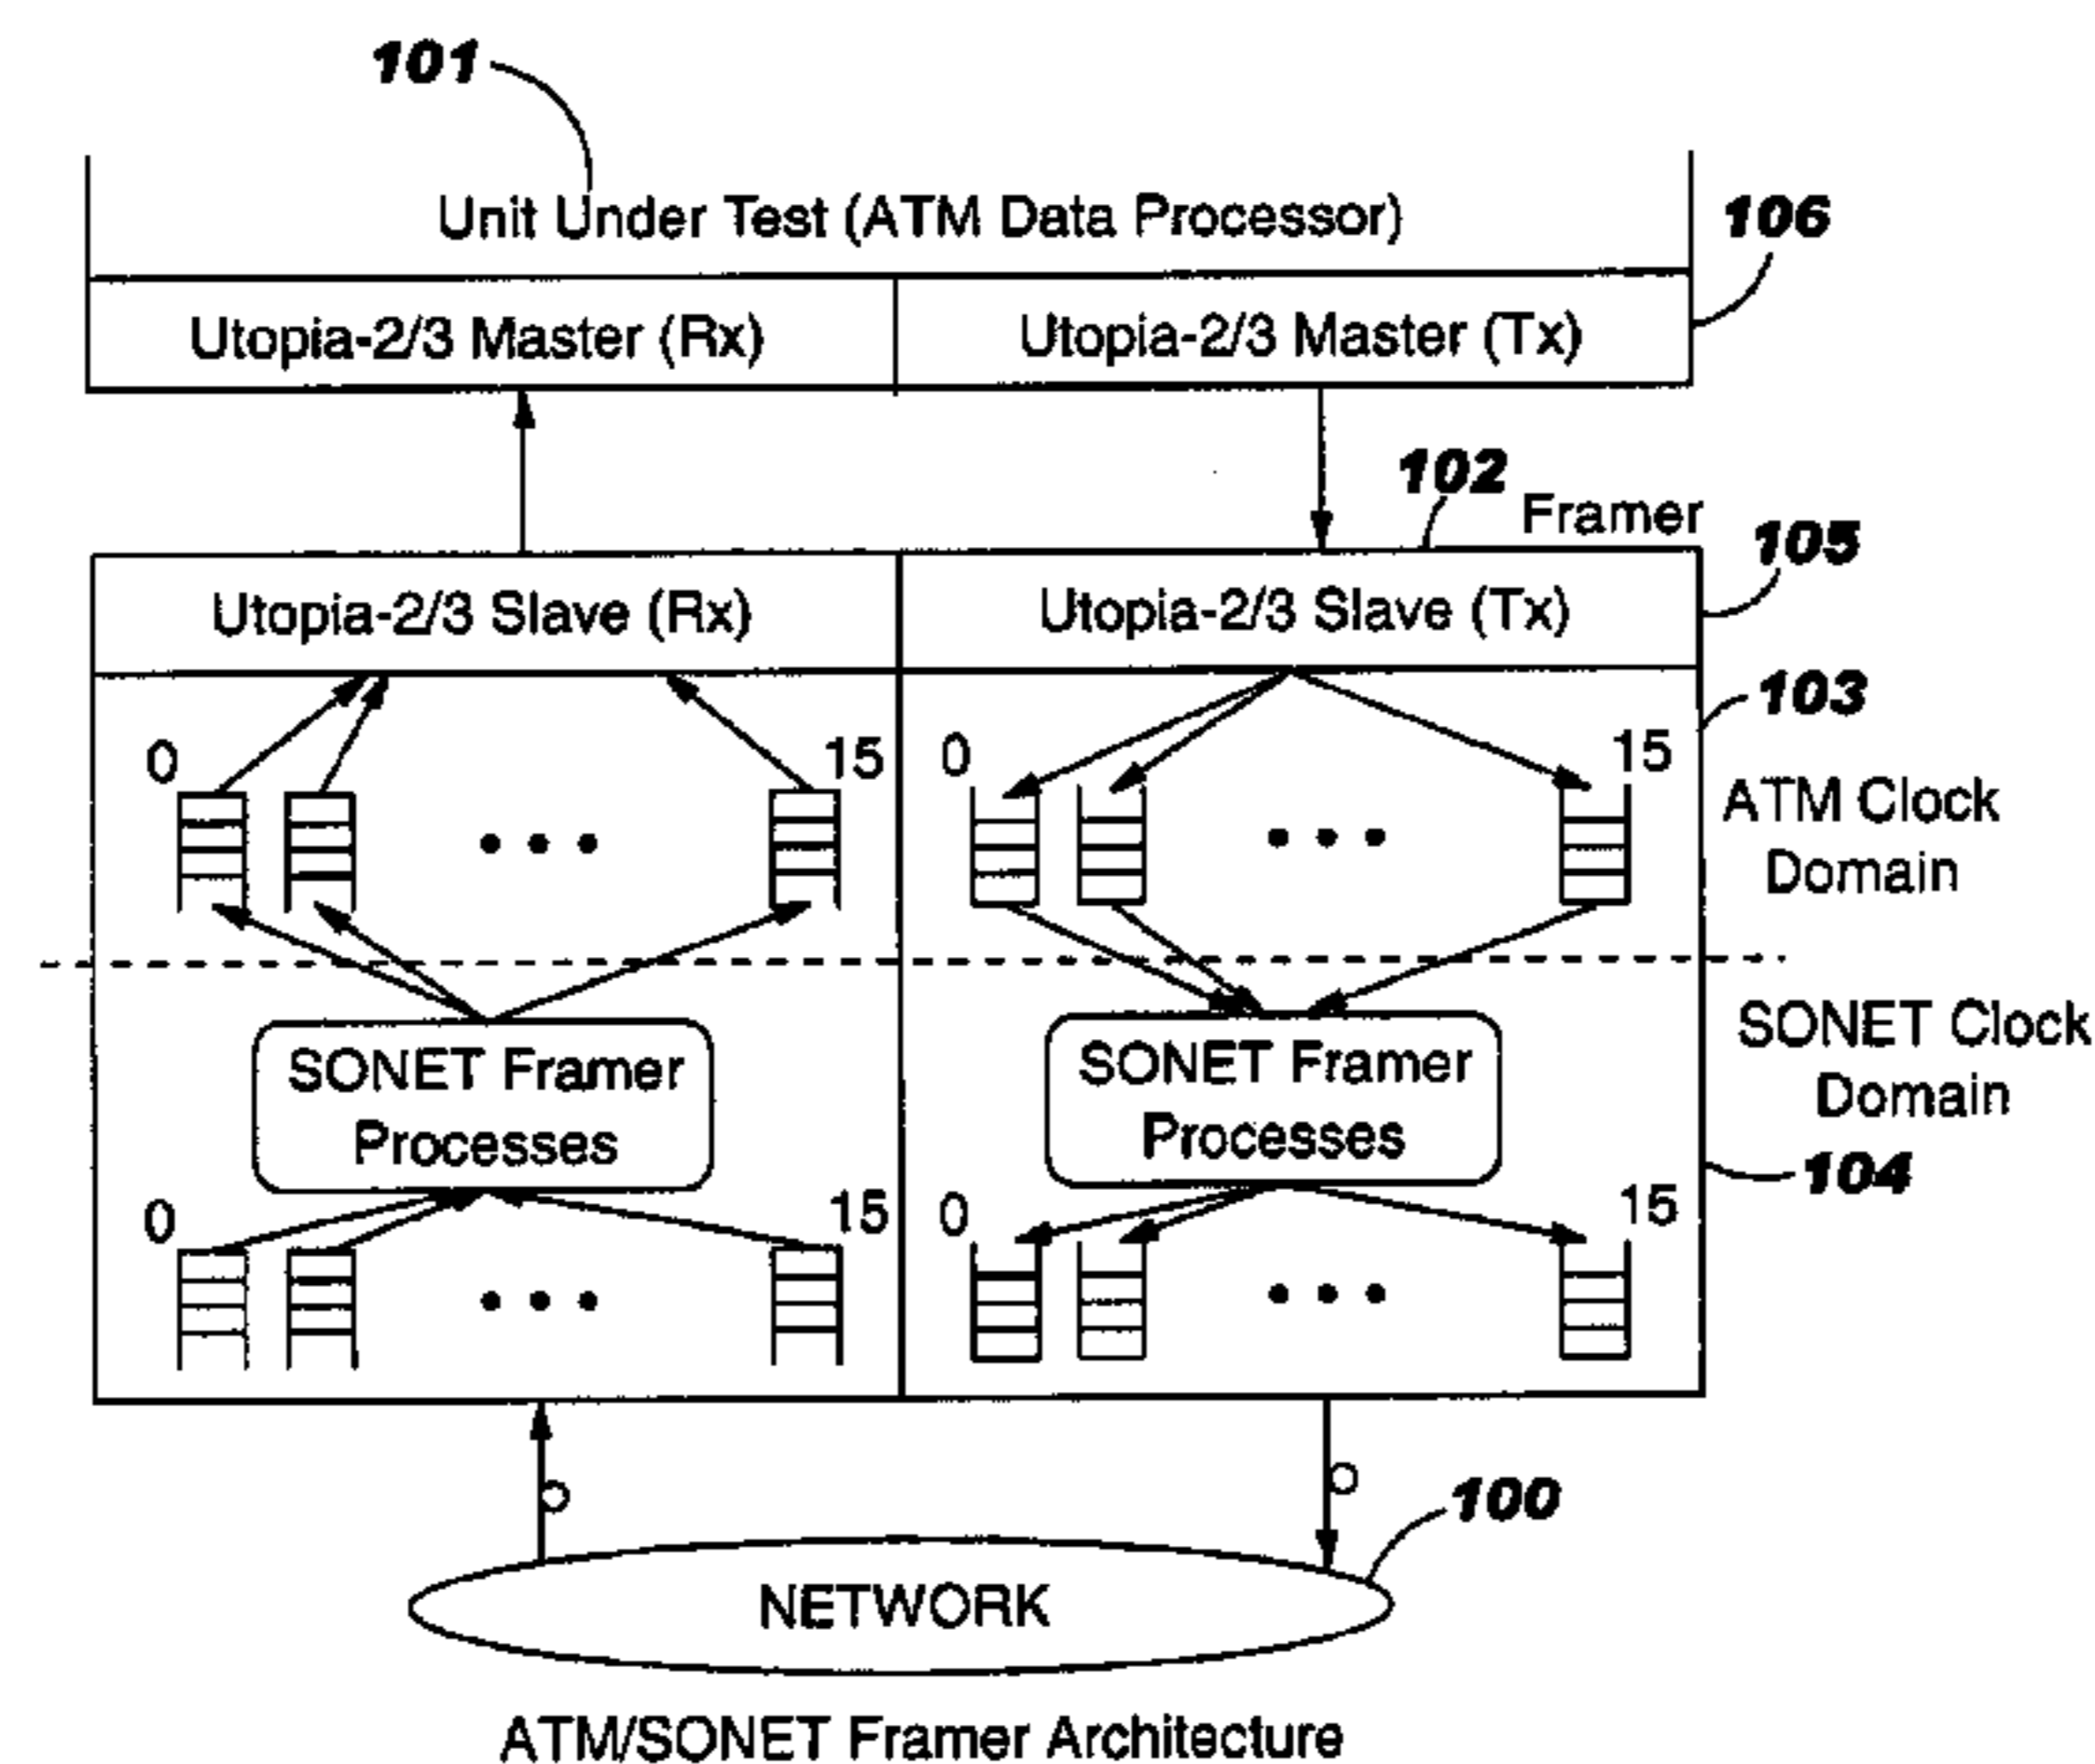 101
Unit Under Test (ATM Data Processor)
106
Utopia-2/3 Master (Rx)
Utopia-2/3 Master (Tx)
102
Framer
105
Utopia-2/3 Slave (Rx)
Utopia-2/3 Slave (Tx)
103
0
15
0
15
ATM Clock
Domain
SONET Framer
Processes
SONET Framer
Processes
SONET Clock
Domain
104
0
15
0
15
100
NETWORK
ATM/SONET Framer Architecture